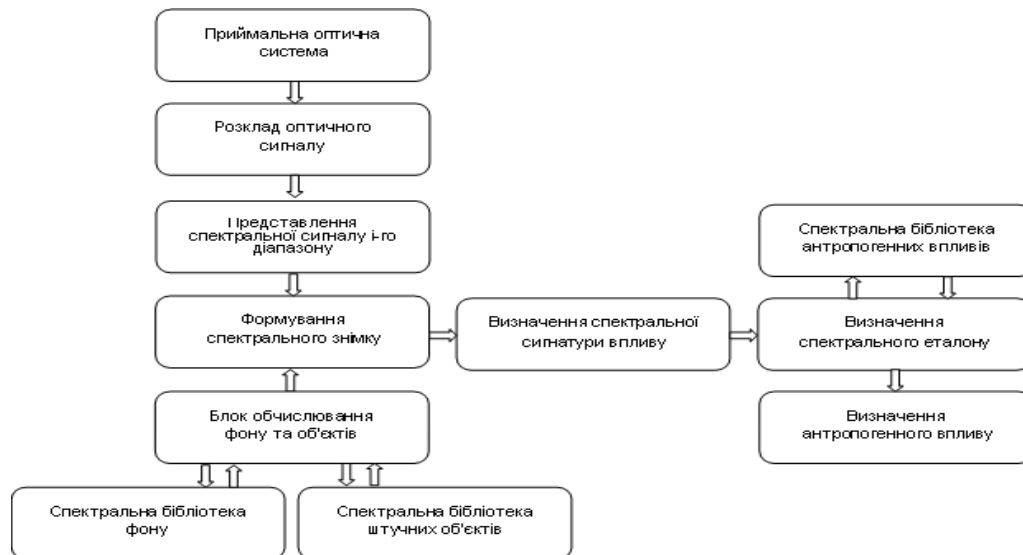 Приймальна оптична
система
Розклад оптичного
сигналу
Представлення
спектральної сигналу і-го
діапазону
Формування
спектрального знімку
Блок обчислювання
фону та об'єктів
Спектральна бібліотека
фону
Спектральна бібліотека
штучних об'єктів
Визначення спектральної
сигнатури впливу
Спектральна бібліотека
антропогенних впливів
Визначення
спектрального еталону
Визначення
антропогенного впливу